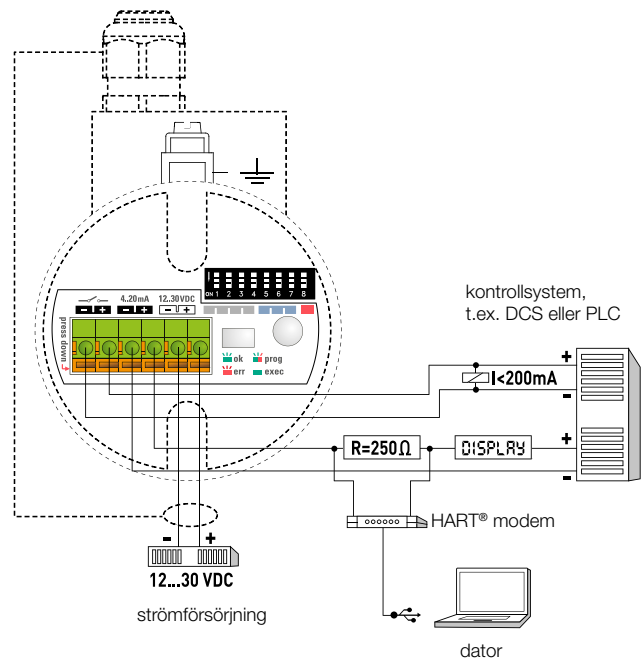 4..20mA 12..30VDC
- + - + - +
ON 1 2 3 4 5 6 7 8
press down
ok prog
err exec
kontrollsystem,
t.ex. DCS eller PLC
+
I<200mA
-
R=250Ω DISPLAY +
-
HART® modem
- +
12...30 VDC
strömförsörjning
dator